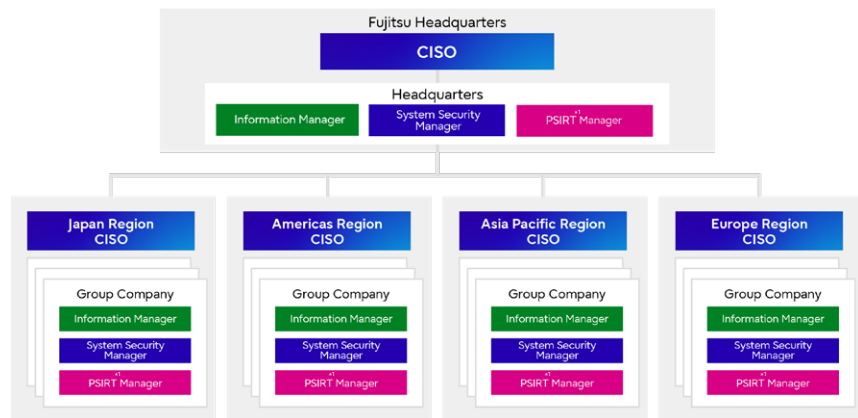 Fujitsu Headquarters
CISO
Headquarters
Information Manager
System Security
Manager
*1
PSIRT Manager
Japan Region
CISO
Group Company
Information Manager
System Security
Manager
*1
PSIRT Manager
Americas Region
CISO
Group Company
Information Manager
System Security
Manager
*1
PSIRT Manager
Asia Pacific Region
CISO
Group Company
Information Manager
System Security
Manager
*1
PSIRT Manager
Europe Region
CISO
Group Company
Information Manager
System Security
Manager
*1
PSIRT Manager